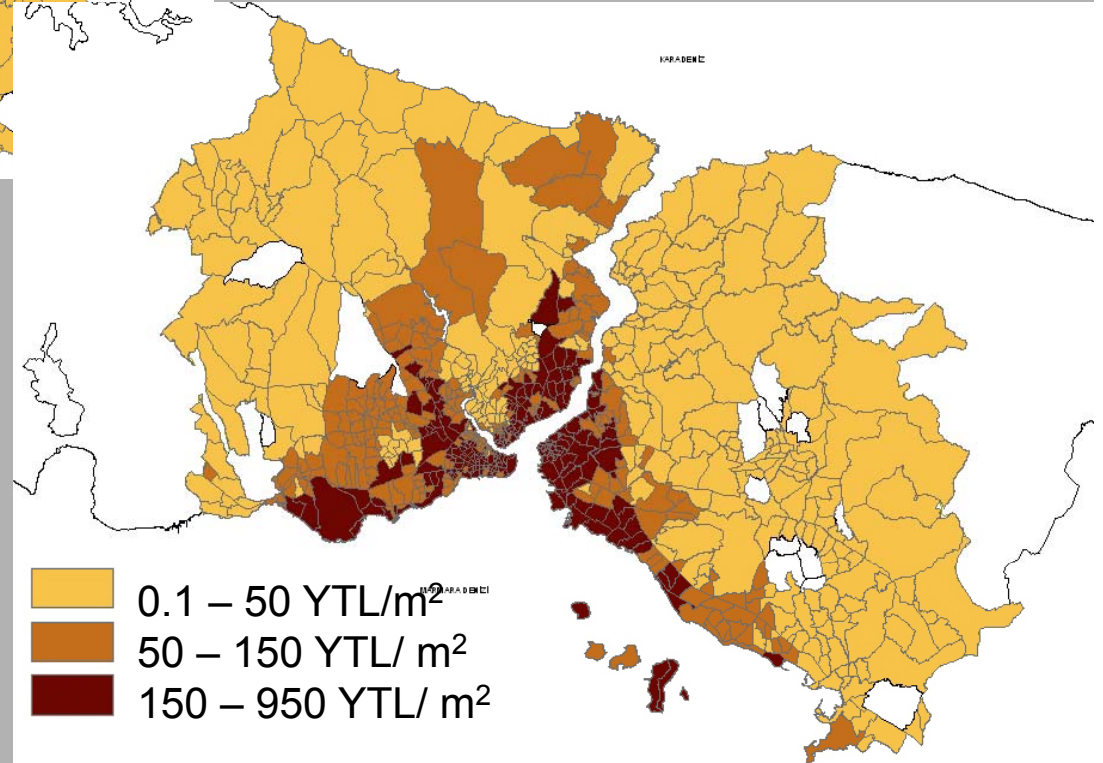 KARADENİZ
0.1 – 50 YTL/m²
MARMARA DENİZİ
50 – 150 YTL/ m²
150 – 950 YTL/ m²